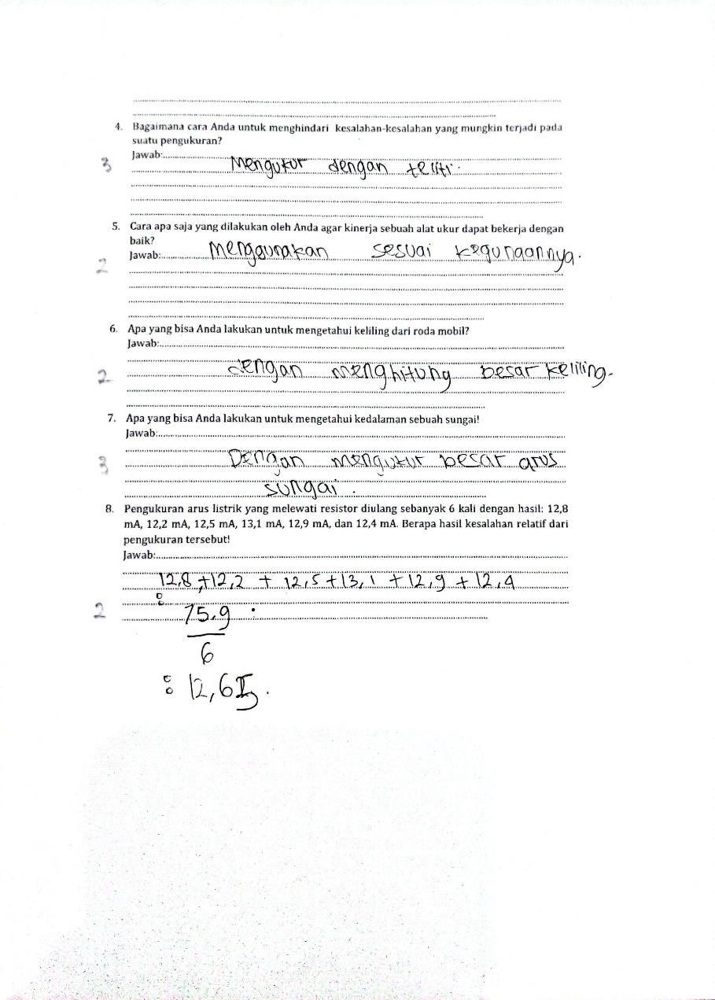 4. Bagaimana cara Anda untuk menghindari kesalahan-kesalahan yang mungkin terjadi pada
suatu pengukuran?
Jawab:
3 Mengukur dengan teliti.
5. Cara apa saja yang dilakukan oleh Anda agar kinerja sebuah alat ukur dapat bekerja dengan
baik?
Jawab: Menggunakan sesuai kegunaannya.
2
6. Apa yang bisa Anda lakukan untuk mengetahui keliling dari roda mobil?
Jawab:
2 dengan menghitung besar keliling.
7. Apa yang bisa Anda lakukan untuk mengetahui kedalaman sebuah sungai!
Jawab:
3 Dengan mengukur besar arus
sungai.
8. Pengukuran arus listrik yang melewati resistor diulang sebanyak 6 kali dengan hasil: 12,8
mA, 12,2 mA, 12,5 mA, 13,1 mA, 12,9 mA, dan 12,4 mA. Berapa hasil kesalahan relatif dari
pengukuran tersebut!
Jawab:
12,8 + 12,2 + 12,5 + 13,1 + 12,9 + 12,4
2 : 75,9 :
6
: 12,65.